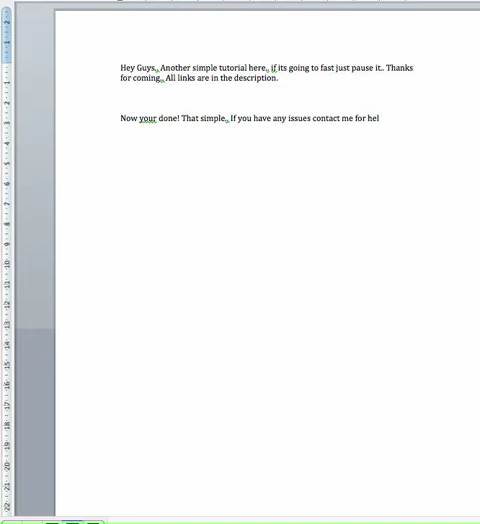 Hey Guys,, Another simple tutorial here,, if its going to fast just pause it.. Thanks
for coming,, All links are in the description.
Now your done! That simple,, If you have any issues contact me for hel